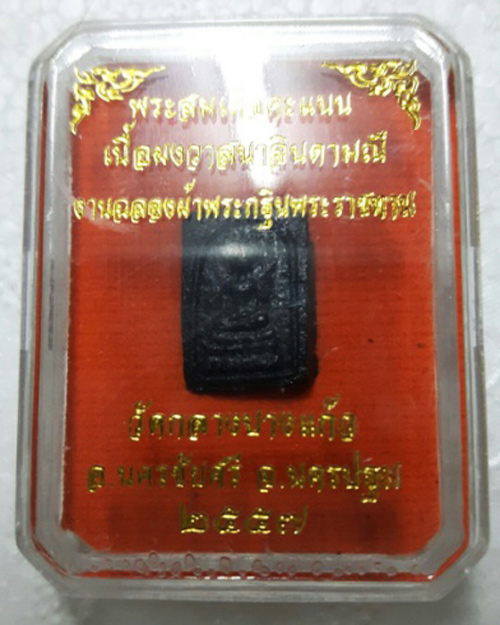 พระสมเด็จคะแนน
เนื้อผงวาสนาจินดามณี
งานฉลองผ้าพระกฐินพระราชทาน
วัดกลางบางแก้ว
อ.นครชัยศรี จ.นครปฐม
๒๕๕๗